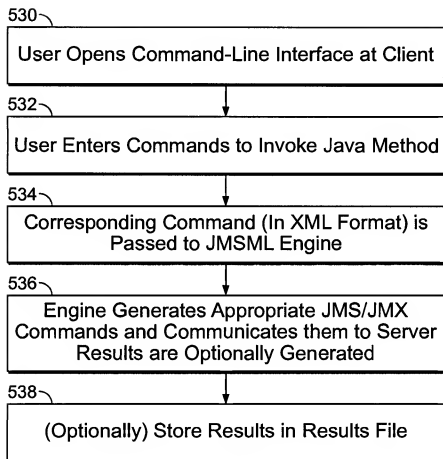 530
User Opens Command-Line Interface at Client
532
User Enters Commands to Invoke Java Method
534
Corresponding Command (In XML Format) is
Passed to JMSML Engine
536
Engine Generates Appropriate JMS/JMX
Commands and Communicates them to Server
Results are Optionally Generated
538
(Optionally) Store Results in Results File